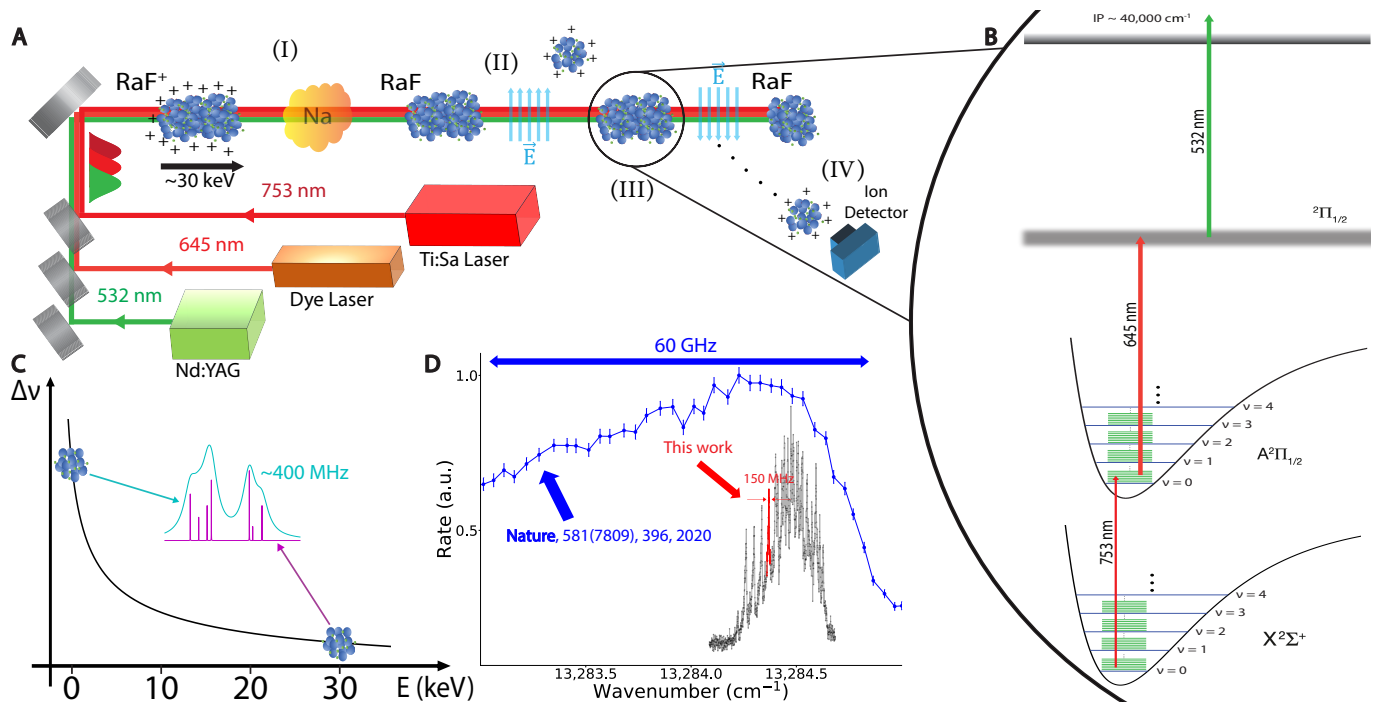 A
(I)
(II)
RaF⁺
Na
RaF
E
E
RaF
~30 keV
(III)
(IV)
Ion
Detector
753 nm
Ti:Sa Laser
645 nm
Dye Laser
532 nm
Nd:YAG
B
IP ~ 40,000 cm⁻¹
532 nm
²Π₁/₂
645 nm
ν = 4
ν = 3
ν = 2
ν = 1
ν = 0
A²Π₁/₂
753 nm
ν = 4
ν = 3
ν = 2
ν = 1
ν = 0
X²Σ⁺
C
Δν
~400 MHz
0
10
20
30
E (keV)
D
60 GHz
1.0
0.5
Rate (a.u.)
This work
150 MHz
Nature, 581(7809), 396, 2020
13,283.5
13,284.0
13,284.5
Wavenumber (cm⁻¹)